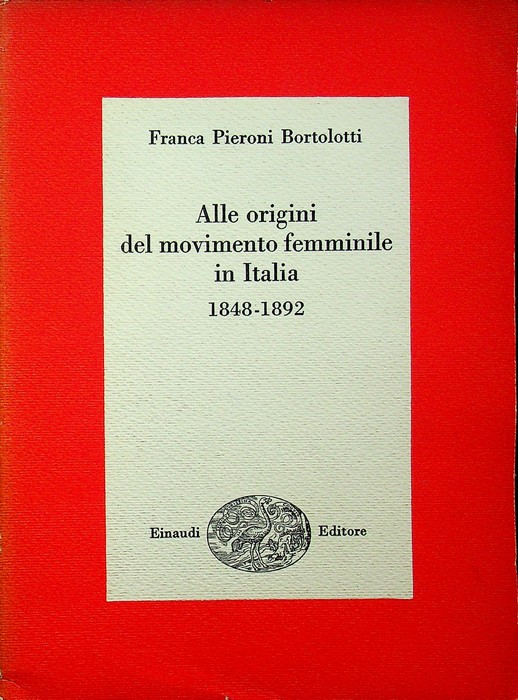 Franca Pieroni Bortolotti
Alle origini
del movimento femminile
in Italia
1848-1892
Einaudi Editore